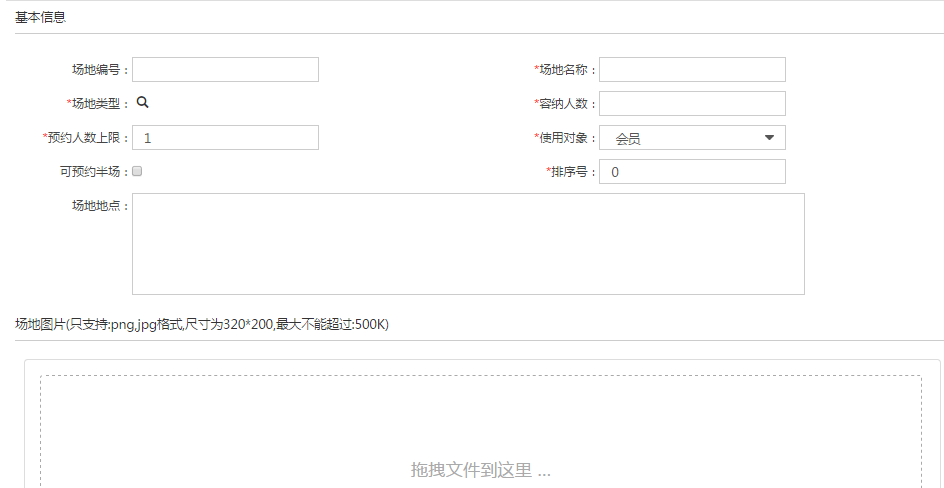 基本信息
场地编号：
*场地名称：
*场地类型：
*容纳人数：
*预约人数上限： 1
*使用对象： 会员
可预约半场：
*排序号： 0
场地地点：
场地图片(只支持:png,jpg格式,尺寸为320*200,最大不能超过:500K)
拖拽文件到这里 ...